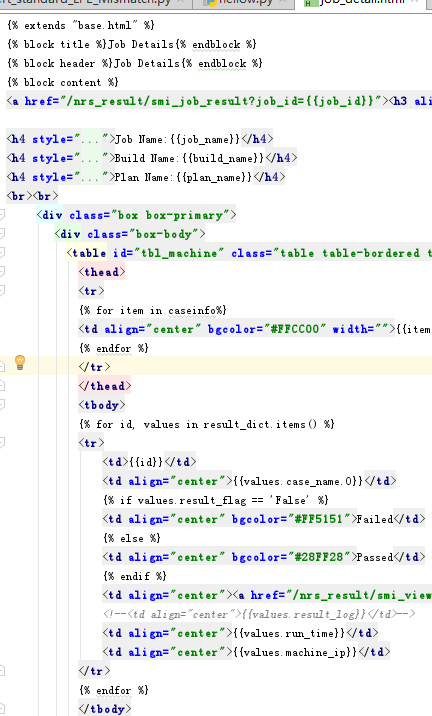 ert_standard_EPE_Mismatch.py × hellow.py × job_detail.html ×
{% extends "base.html" %}
{% block title %}Job Details{% endblock %}
{% block header %}Job Details{% endblock %}
{% block content %}
<a href="/nrs_result/smi_job_result?job_id={{job_id}}"><h3 ali
<h4 style="...">Job Name:{{job_name}}</h4>
<h4 style="...">Build Name:{{build_name}}</h4>
<h4 style="...">Plan Name:{{plan_name}}</h4>
<br><br>
<div class="box box-primary">
<div class="box-body">
<table id="tbl_machine" class="table table-bordered t
<thead>
<tr>
{% for item in caseinfo%}
<td align="center" bgcolor="#FFCC00" width="">{{item
{% endfor %}
</tr>
</thead>
<tbody>
{% for id, values in result_dict.items() %}
<tr>
<td>{{id}}</td>
<td align="center">{{values.case_name.0}}</td>
{% if values.result_flag == 'False' %}
<td align="center" bgcolor="#FF5151">Failed</td>
{% else %}
<td align="center" bgcolor="#28FF28">Passed</td>
{% endif %}
<td align="center"><a href="/nrs_result/smi_view
<!--<td align="center">{{values.result_log}}</td>-->
<td align="center">{{values.run_time}}</td>
<td align="center">{{values.machine_ip}}</td>
</tr>
{% endfor %}
</tbody>